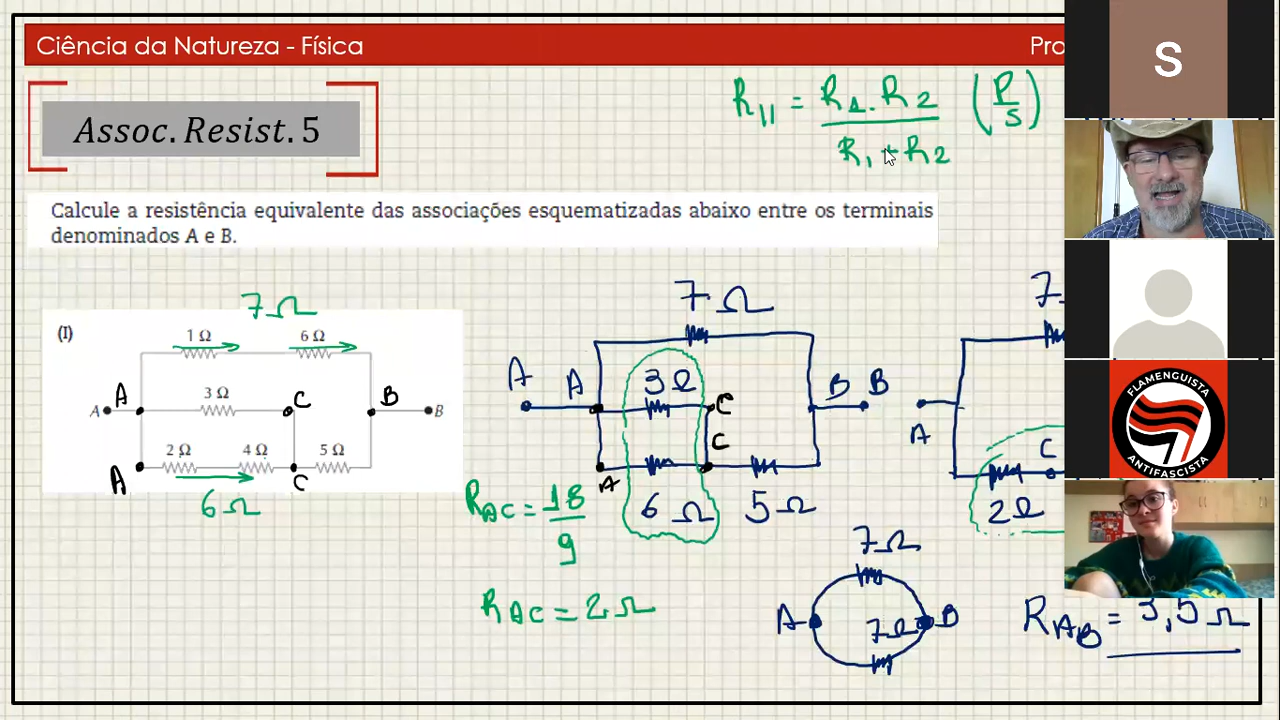 Ciência da Natureza - Física
Pro
S
Assoc. Resist. 5
R// = R1.R2 / R1+R2 (P/S)
Calcule a resistência equivalente das associações esquematizadas abaixo entre os terminais
denominados A e B.
(I)
7Ω
1 Ω
6 Ω
A
A
3 Ω
C
B
B
A
2 Ω
4 Ω
C
5 Ω
6Ω
7Ω
A
A
3Ω
C
B
B
C
A
6Ω
5Ω
RAC = 18/9
RAC = 2Ω
7
A
C
2Ω
7Ω
A
B
7Ω
RAB = 3,5Ω
FLAMENGUISTA
ANTIFASCISTA